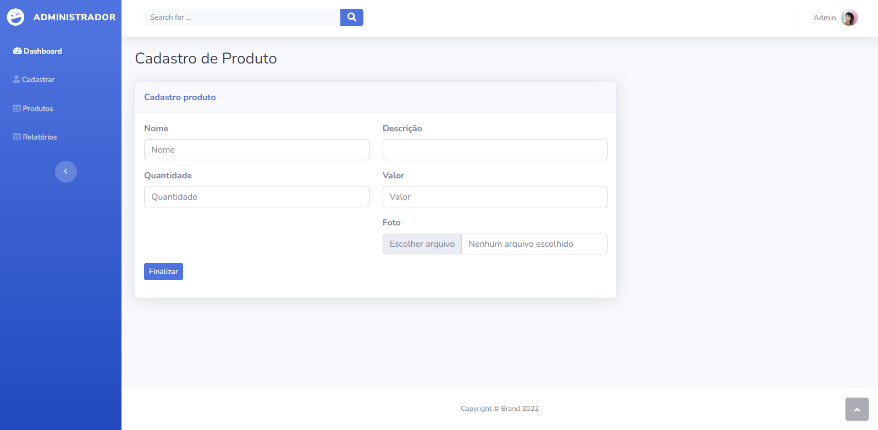 ADMINISTRADOR
Search for ...
Admin
Dashboard
Cadastrar
Produtos
Relatórios
Cadastro de Produto
Cadastro produto
Nome
Descrição
Nome
Quantidade
Valor
Quantidade
Valor
Foto
Escolher arquivo Nenhum arquivo escolhido
Finalizar
Copyright © Brand 2022